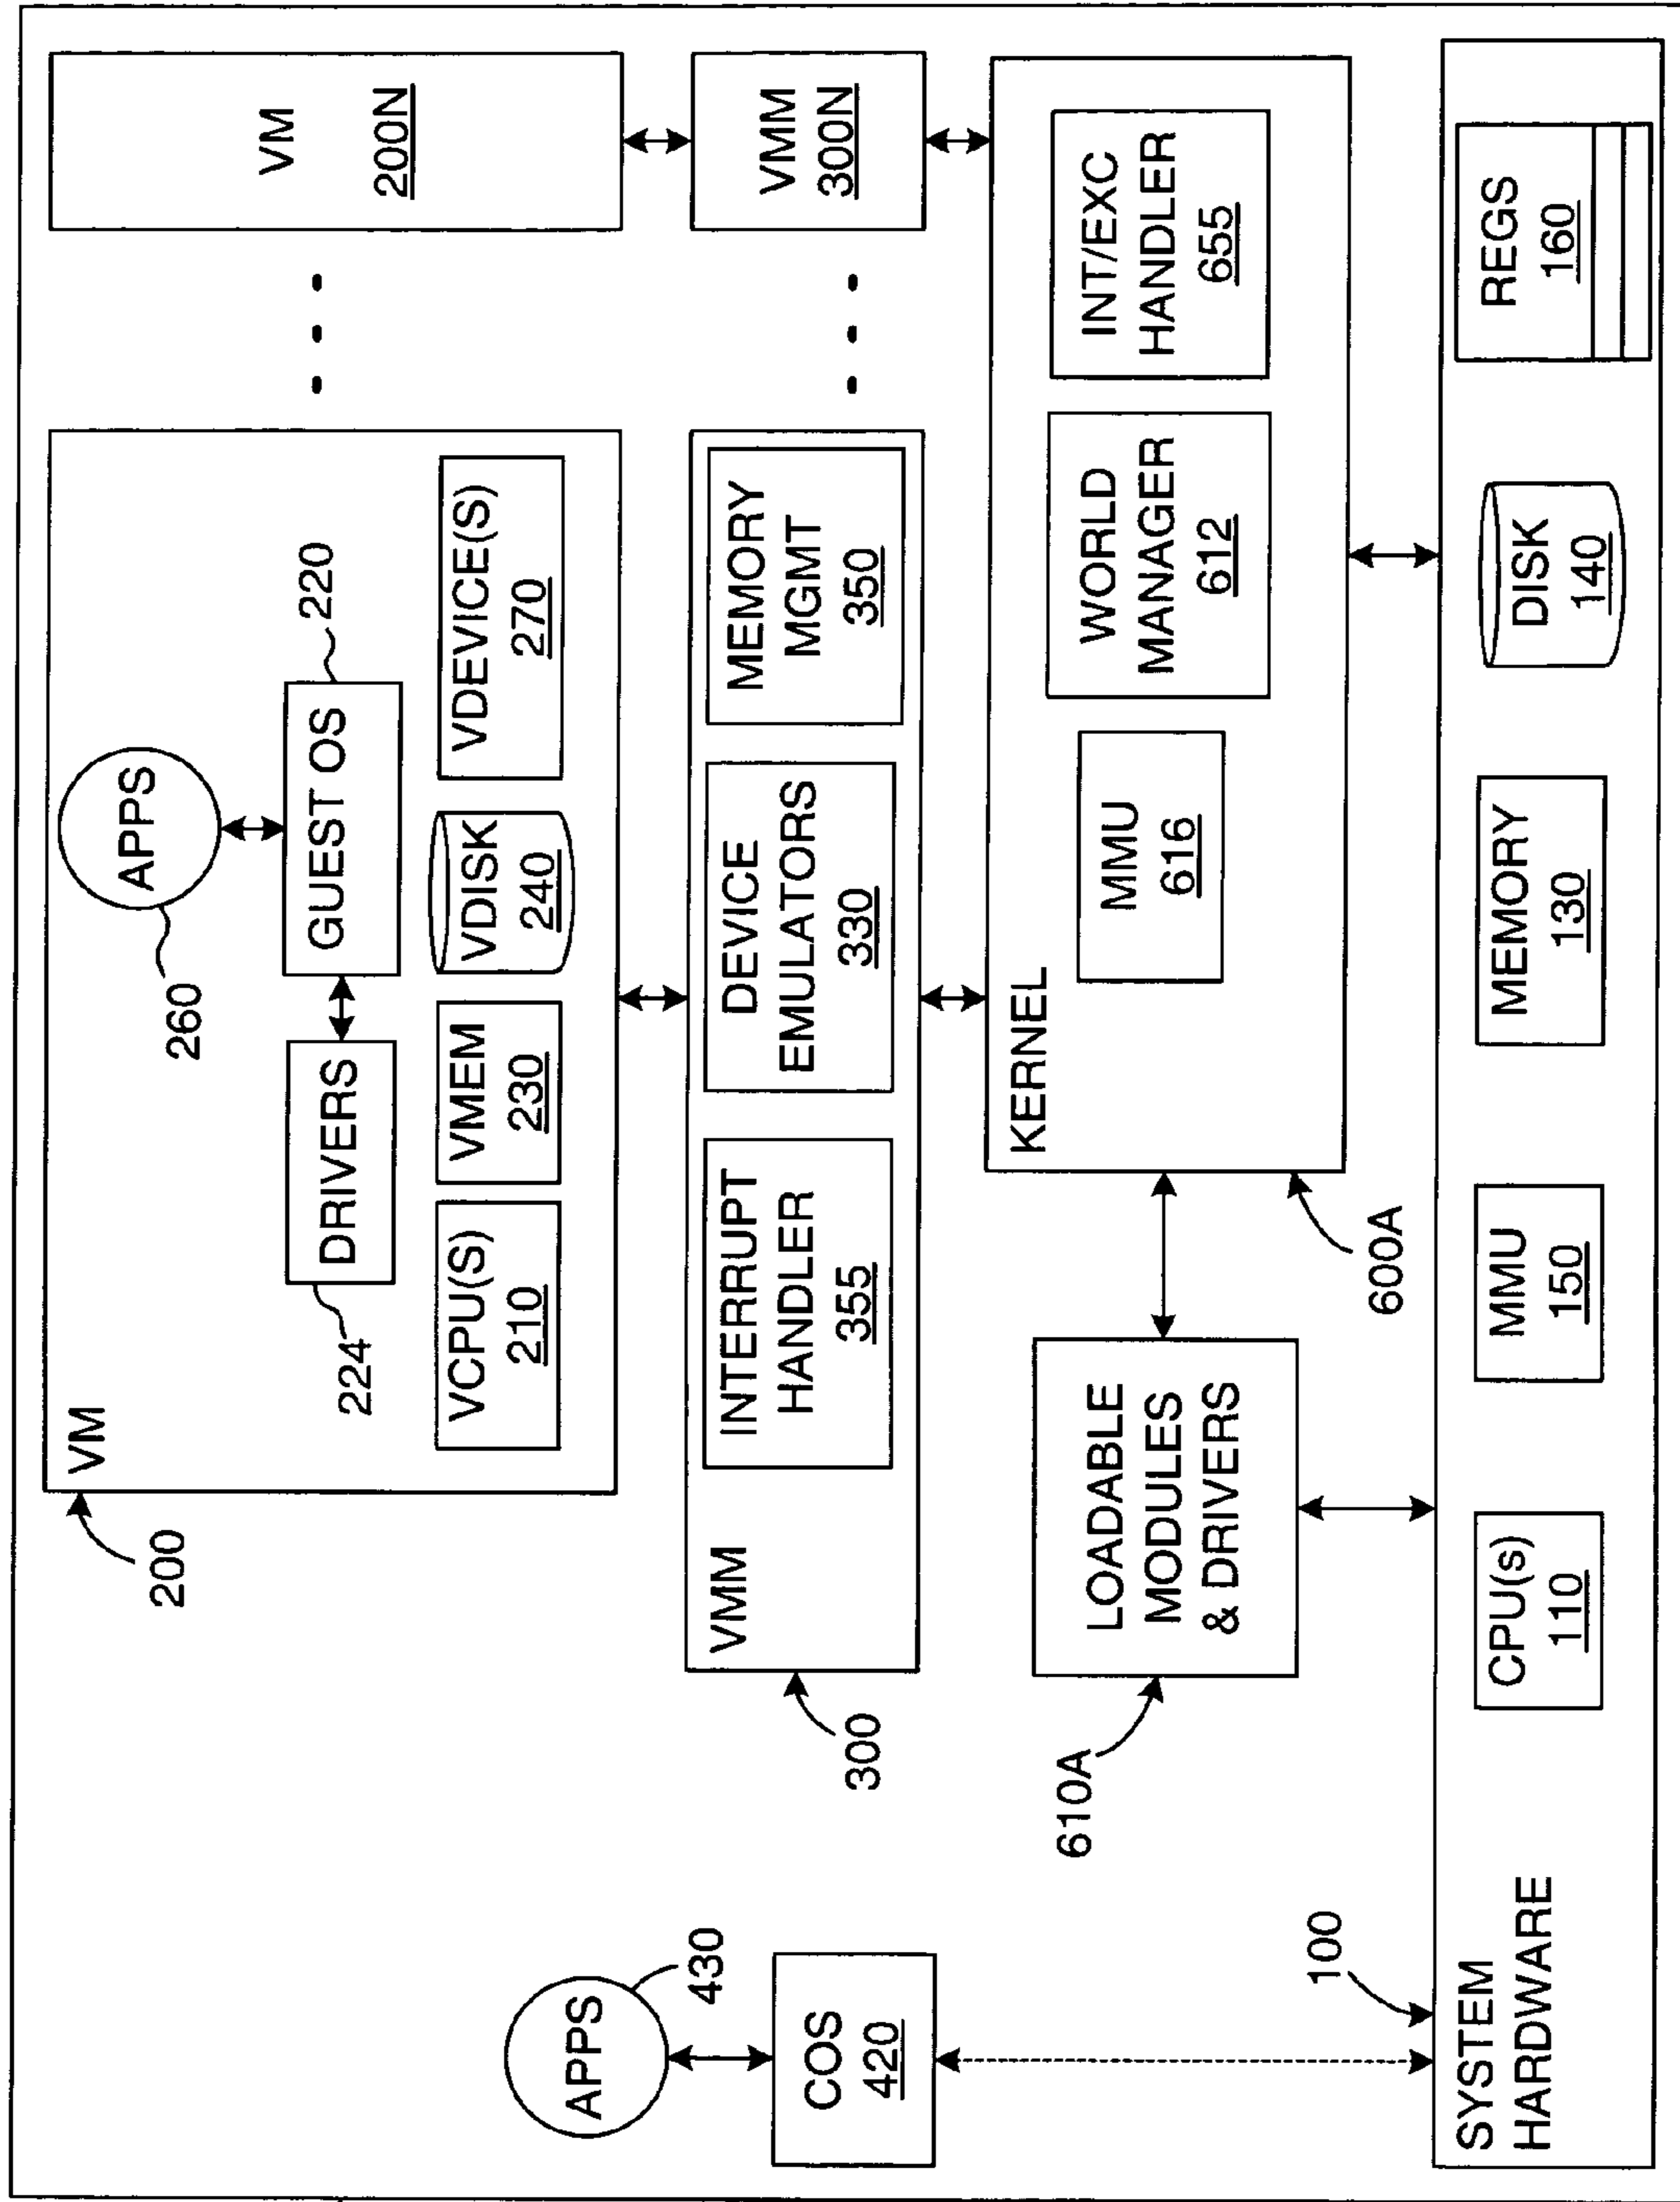 VM
200
APPS
260
DRIVERS
224
GUEST OS
220
VCPU(S)
210
VMEM
230
VDISK
240
VDEVICE(S)
270
VM
200N
VMM
300
INTERRUPT
HANDLER
355
DEVICE
EMULATORS
330
MEMORY
MGMT
350
VMM
300N
APPS
430
COS
420
LOADABLE
MODULES
& DRIVERS
610A
KERNEL
600A
MMU
616
WORLD
MANAGER
612
INT/EXC
HANDLER
655
SYSTEM
HARDWARE
100
CPU(s)
110
MMU
150
MEMORY
130
DISK
140
REGS
160